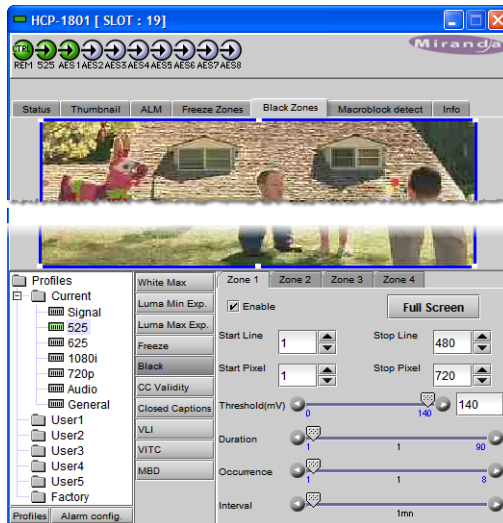 HCP-1801 [ SLOT : 19]
CTRL
REM 525 AES1 AES2 AES3 AES4 AES5 AES6 AES7 AES8
Miranda
Status Thumbnail ALM Freeze Zones Black Zones Macroblock detect Info
Profiles
Current
Signal
525
625
1080i
720p
Audio
General
User1
User2
User3
User4
User5
Factory
Profiles Alarm config.
White Max
Luma Min Exp.
Luma Max Exp.
Freeze
Black
CC Validity
Closed Captions
VLI
VITC
MBD
Zone 1 Zone 2 Zone 3 Zone 4
Enable Full Screen
Start Line 1 Stop Line 480
Start Pixel 1 Stop Pixel 720
Threshold(mV) 0 140 140
Duration 1 1 90
Occurrence 1 1 8
Interval 1mn